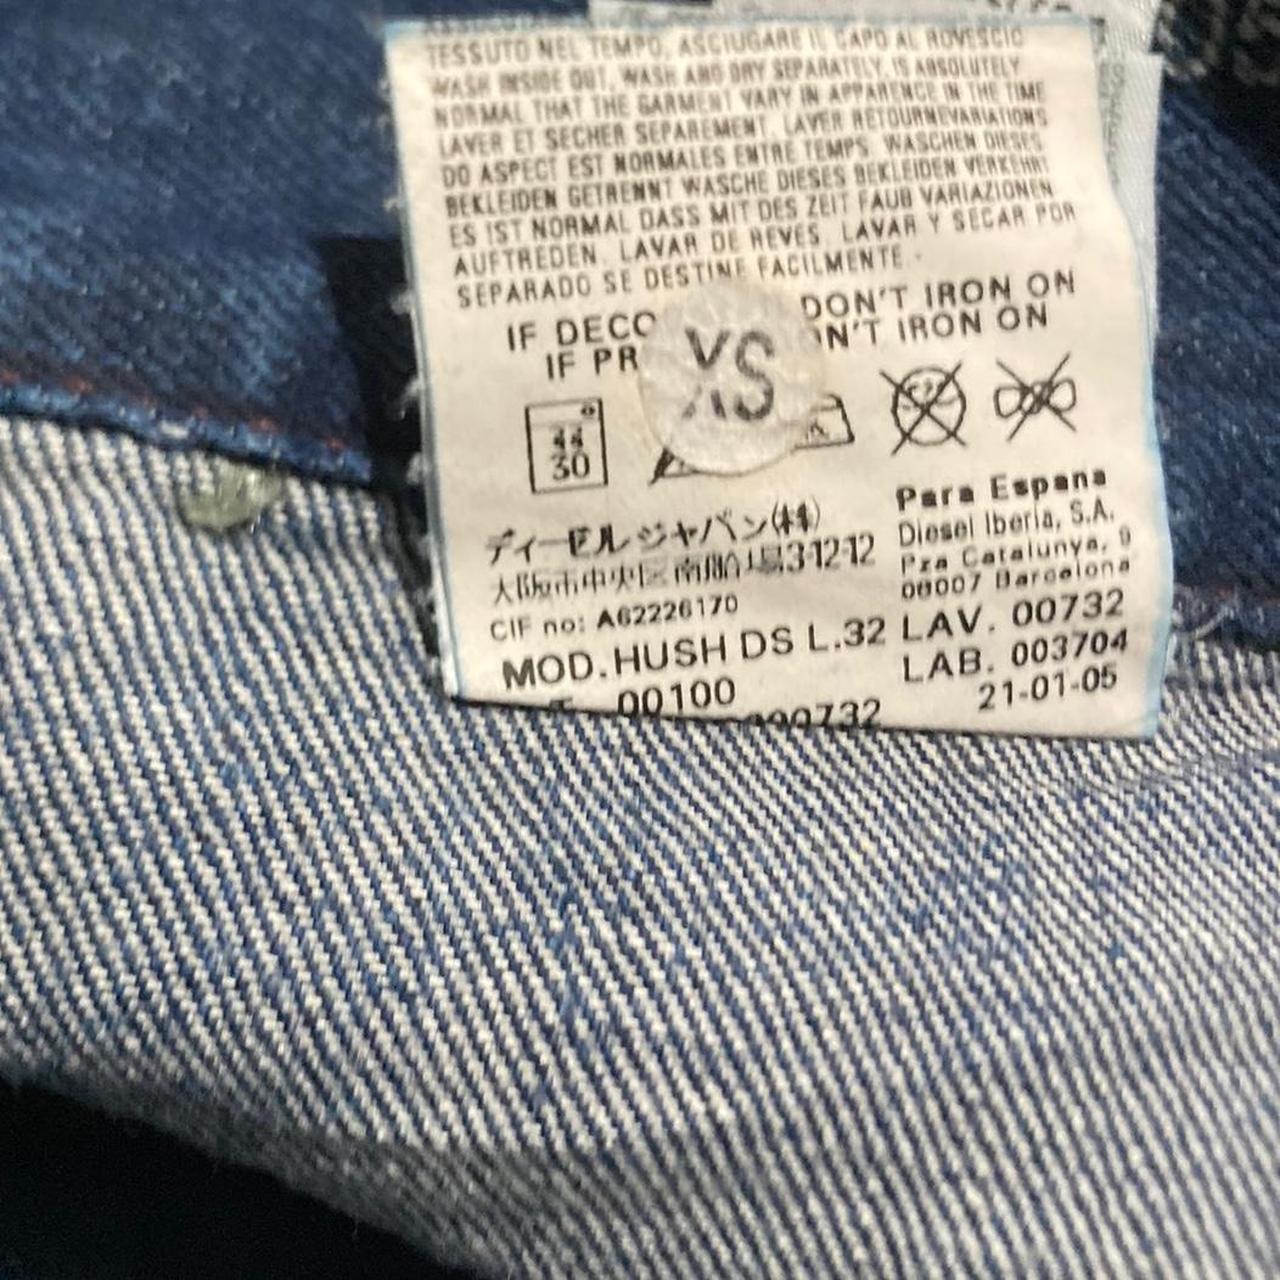 TESSUTO NEL TEMPO, ASCIUGARE IL CAPO AL ROVESCIO
WASH INSIDE OUT, WASH AND DRY SEPARATELY, IS ABSOLUTELY
NORMAL THAT THE GARMENT VARY IN APPARENCE IN THE TIME
LAVER ET SECHER SEPAREMENT, LAVER RETOURNEVARIATIONS
DO ASPECT EST NORMALES ENTRE TEMPS, WASCHEN DIESES
BEKLEIDEN GETRENNT WASCHE DIESES BEKLEIDEN VERKEHRT
ES IST NORMAL DASS MIT DES ZEIT FAUB VARIAZIONEN
AUFTREDEN. LAVAR DE REVES, LAVAR Y SECAR POR
SEPARADO SE DESTINE FACILMENTE.
IF DECO DON'T IRON ON
IF PR N'T IRON ON
XS
30
ディーゼルジャパン(株)
大阪市中央区南船場3-12-12
CIF no: A62226170
Para Espana
Diesel Iberia, S.A.
Pza Catalunya, 9
08007 Barcelona
MOD. HUSH DS L.32 LAV. 00732
LAB. 003704
00100 21-01-05
00732